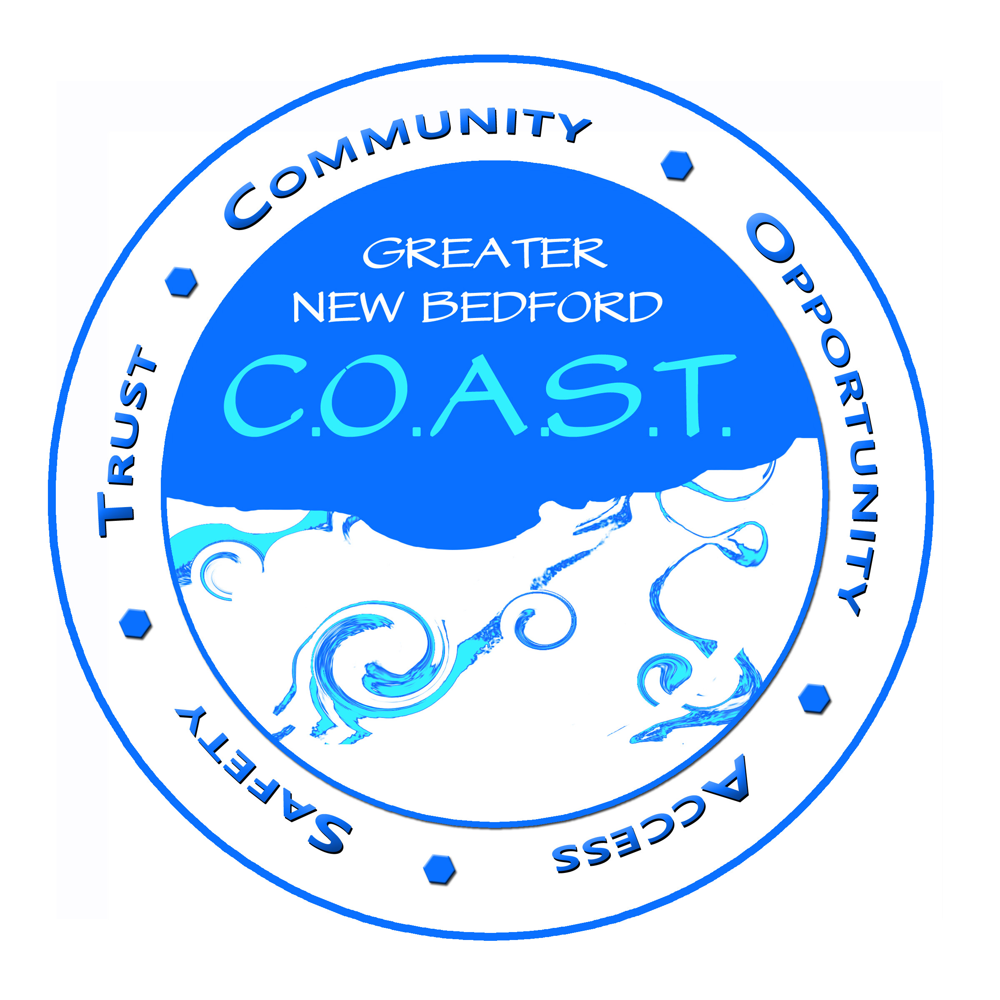 COMMUNITY
OPPORTUNITY
ACCESS
SAFETY
TRUST
GREATER
NEW BEDFORD
C.O.A.S.T.